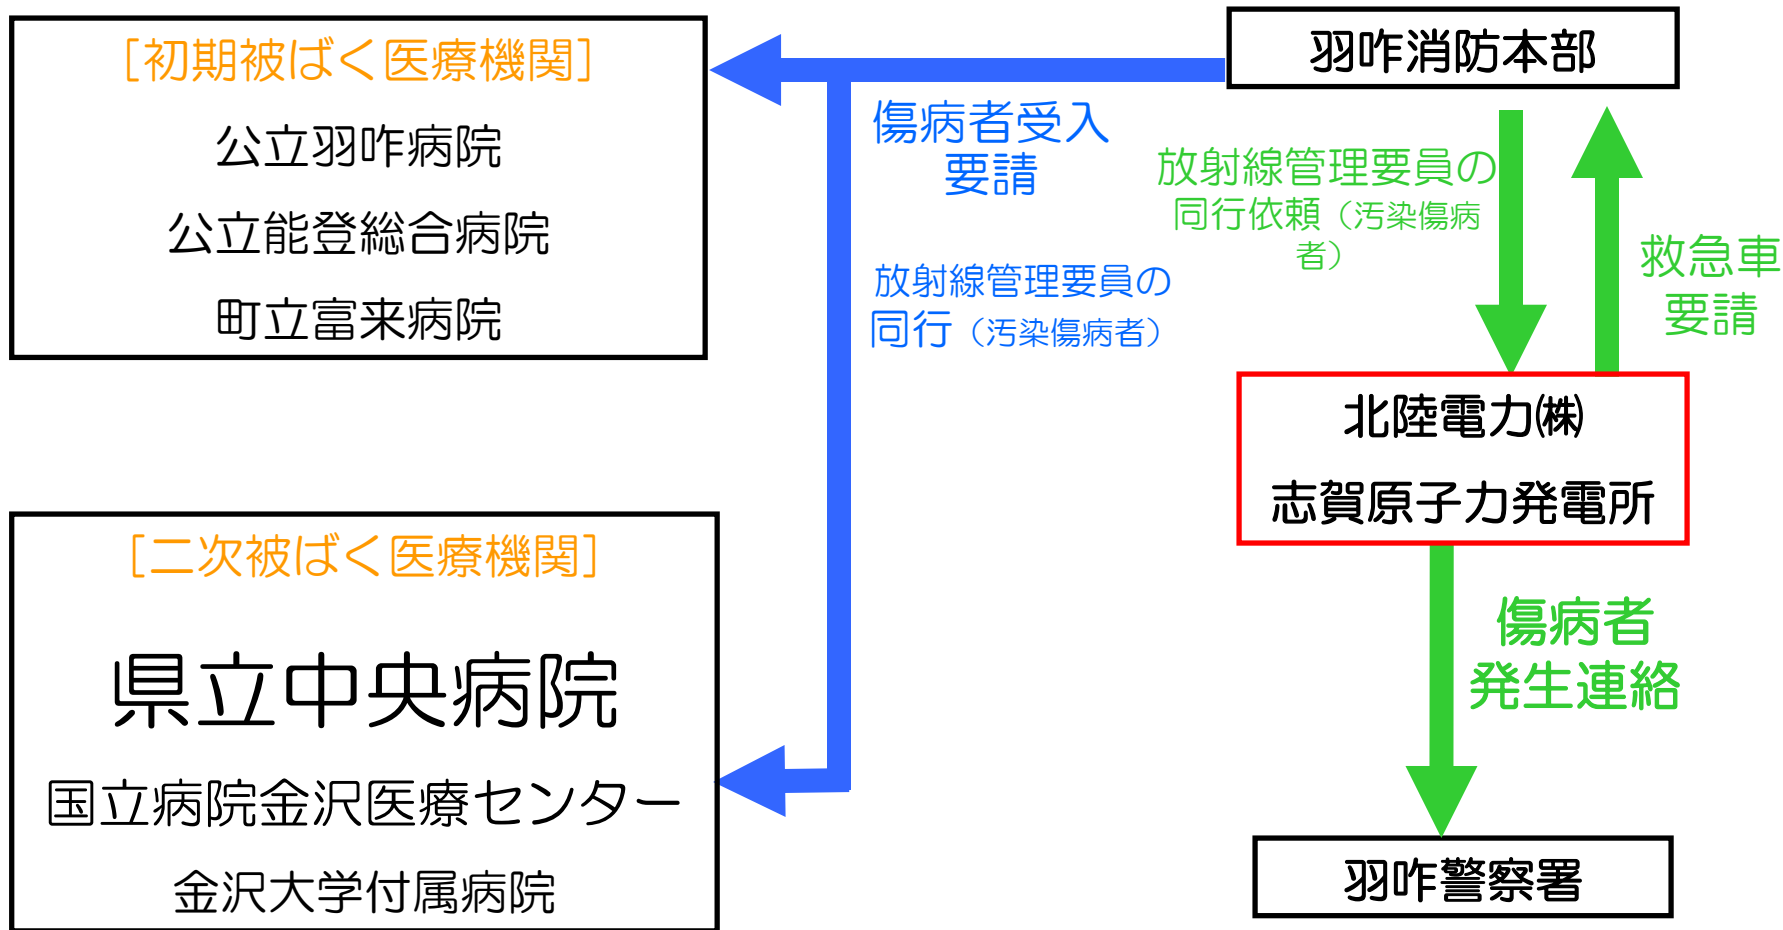 [初期被ばく医療機関]
公立羽咋病院
公立能登総合病院
町立富来病院
傷病者受入
要請
放射線管理要員の
同行（汚染傷病者）
羽咋消防本部
放射線管理要員の
同行依頼（汚染傷病
者）
救急車
要請
北陸電力㈱
志賀原子力発電所
傷病者
発生連絡
羽咋警察署
[二次被ばく医療機関]
県立中央病院
国立病院金沢医療センター
金沢大学付属病院